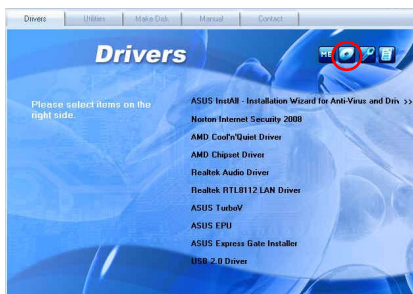 Drivers
Utilities
Make Disk
Manual
Contact
Drivers
Please select items on the
right side.
ASUS InstAll - Installation Wizard for Anti-Virus and Driv >>
Norton Internet Security 2008
AMD Cool'n'Quiet Driver
AMD Chipset Driver
Realtek Audio Driver
Realtek RTL8112 LAN Driver
ASUS TurboV
ASUS EPU
ASUS Express Gate Installer
USB 2.0 Driver